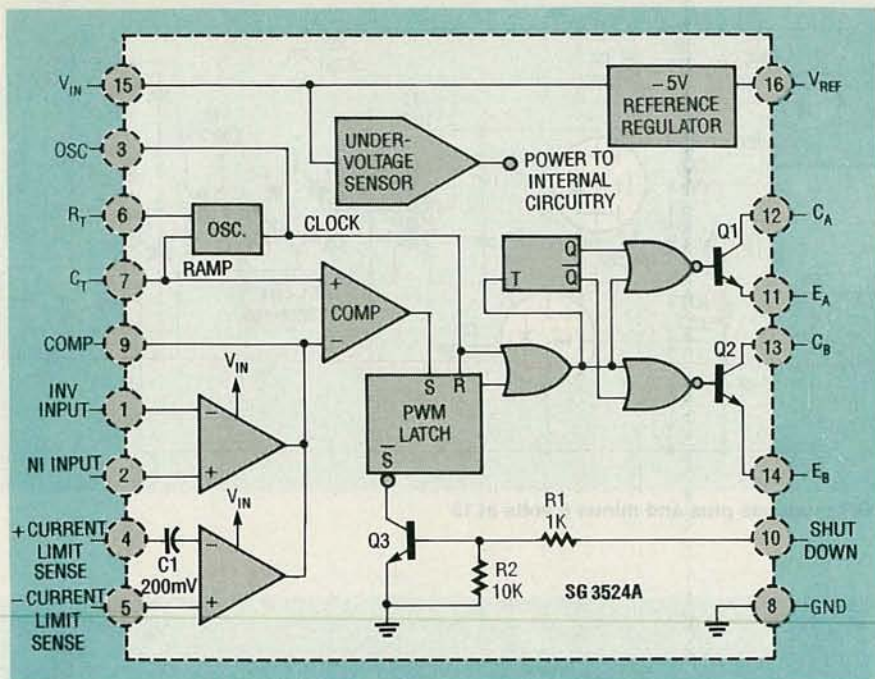 V_IN
15
-5V
REFERENCE
REGULATOR
16
V_REF
OSC
3
UNDER-
VOLTAGE
SENSOR
POWER TO
INTERNAL
CIRCUITRY
R_T
6
OSC.
CLOCK
RAMP
C_T
7
Q
Q̅
T
Q1
12
C_A
11
E_A
COMP
9
+
COMP
-
Q2
13
C_B
INV
INPUT
1
V_IN
-
+
S
R
PWM
LATCH
S̅
NI INPUT
2
14
E_B
+CURRENT
LIMIT
SENSE
4
C1
200mV
V_IN
-
+
Q3
R1
1K
10
SHUT
DOWN
R2
10K
SG 3524A
-CURRENT
LIMIT
SENSE
5
8
GND
plus and minus